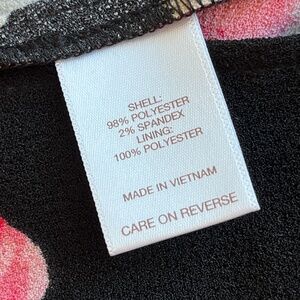 SHELL:
98% POLYESTER
2% SPANDEX
LINING:
100% POLYESTER
MADE IN VIETNAM
CARE ON REVERSE